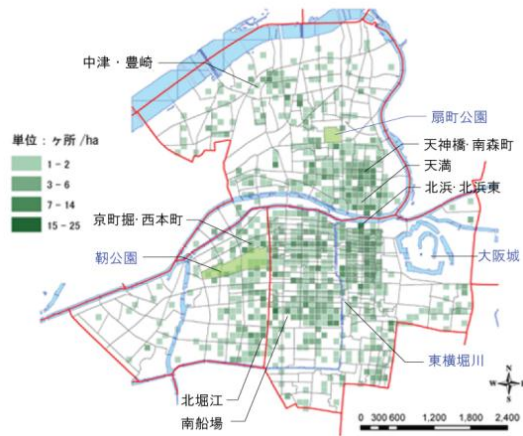 中津・豊崎
扇町公園
単位：ヶ所 /ha
1 - 2
3 - 6
7 - 14
15 - 25
天神橋・南森町
天満
北浜・北浜東
京町掘・西本町
靭公園
大阪城
東横堀川
北堀江
南船場
N
W
E
S
0 300 600 1,200 1,800 2,400